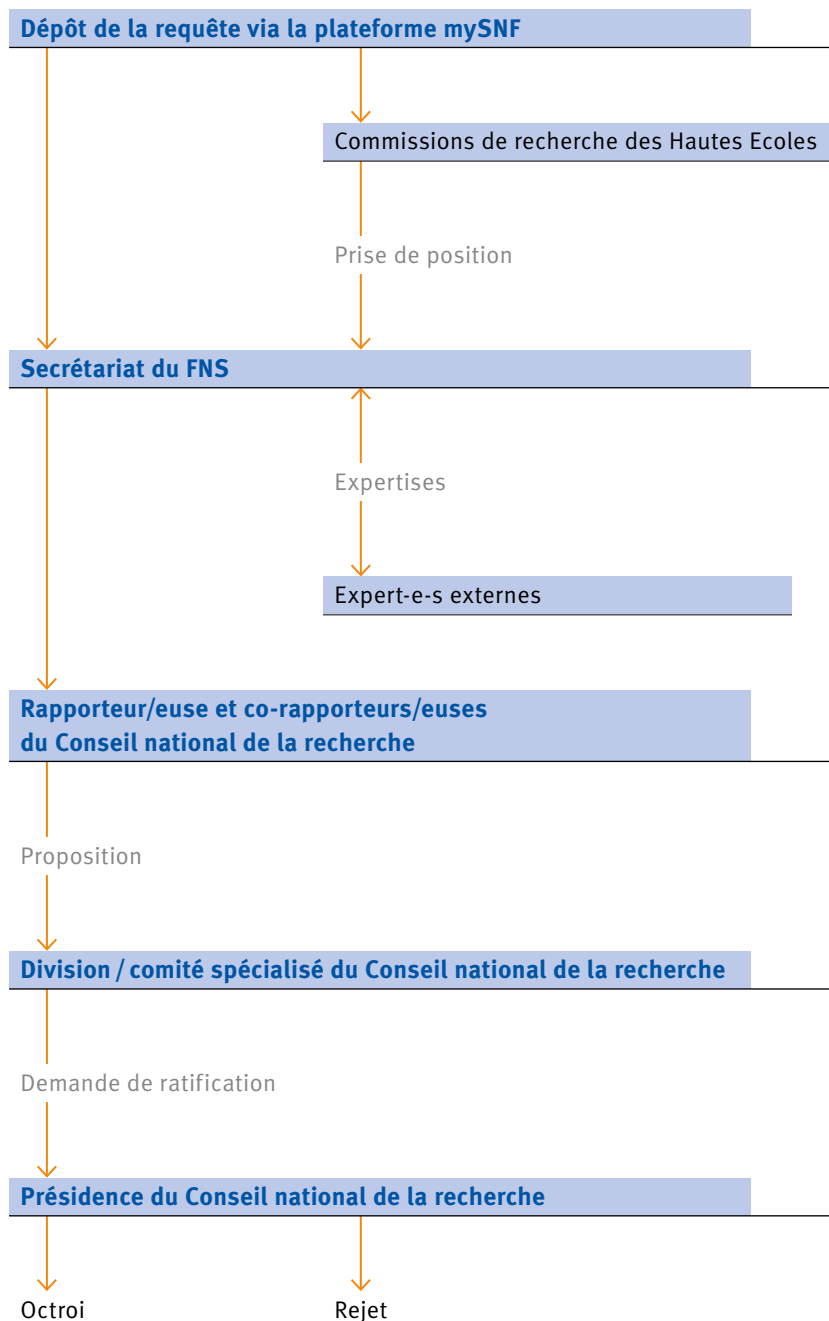 Dépôt de la requête via la plateforme mySNF
Commissions de recherche des Hautes Ecoles
Prise de position
Secrétariat du FNS
Expertises
Expert-e-s externes
Rapporteur/euse et co-rapporteurs/euses
du Conseil national de la recherche
Proposition
Division / comité spécialisé du Conseil national de la recherche
Demande de ratification
Présidence du Conseil national de la recherche
Octroi
Rejet